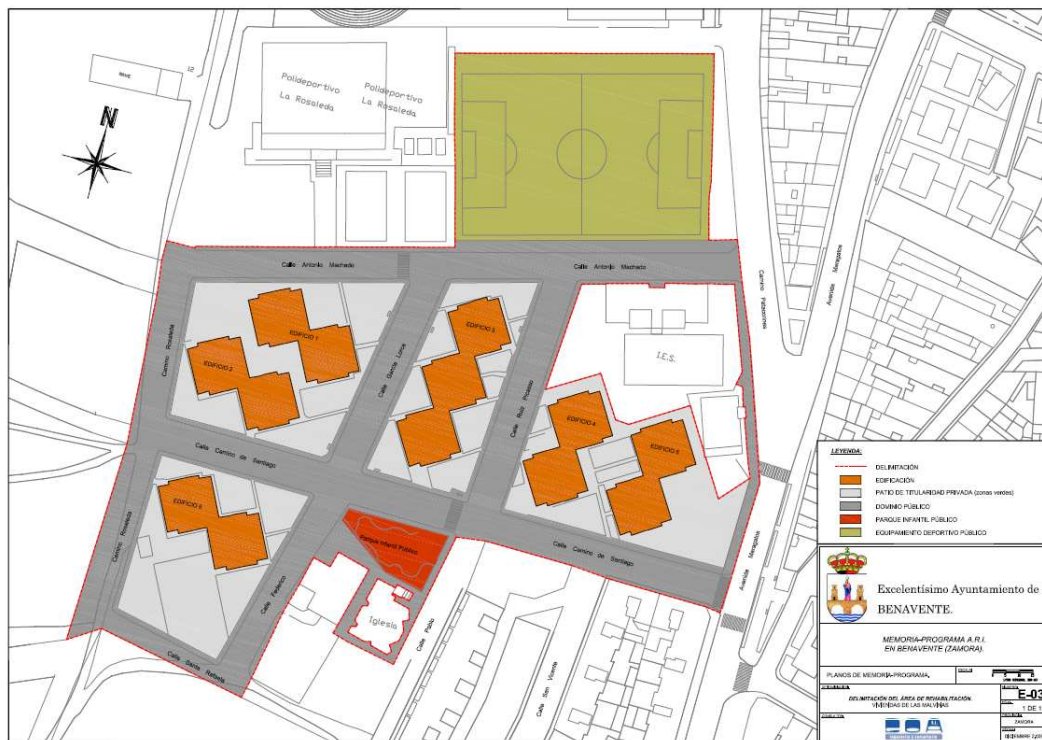 NAVE
12
Polideportivo
La Rosaleda
Polideportivo
La Rosaleda
N
Calle Antonio Machado
Calle Antonio Machado
Camino Rosaleda
EDIFICIO 1
EDIFICIO 2
EDIFICIO 3
Calle García Lorca
Calle Ruiz Picasso
I.E.S.
EDIFICIO 4
EDIFICIO 5
Calle Camino de Santiago
EDIFICIO 6
Camino Rosaleda
Calle Federico
Parque Infantil Público
Iglesia
Calle Pablo
Calle Camino de Santiago
Calle San Vicente
Avenida Maragatos
Avenida Maragatos
LEYENDA:
DELIMITACIÓN
EDIFICACIÓN
PATIO DE TITULARIDAD PRIVADA (zonas verdes)
DOMINIO PÚBLICO
PARQUE INFANTIL PÚBLICO
EQUIPAMIENTO DEPORTIVO PÚBLICO
Excelentísimo Ayuntamiento de
BENAVENTE.
MEMORIA-PROGRAMA A.R.I.
EN BENAVENTE (ZAMORA).
PLANOS DE MEMORIA-PROGRAMA.
DELIMITACIÓN DEL ÁREA DE REHABILITACIÓN.
VIVIENDAS DE LAS MALVINAS
E-03
1 DE 1
ZAMORA